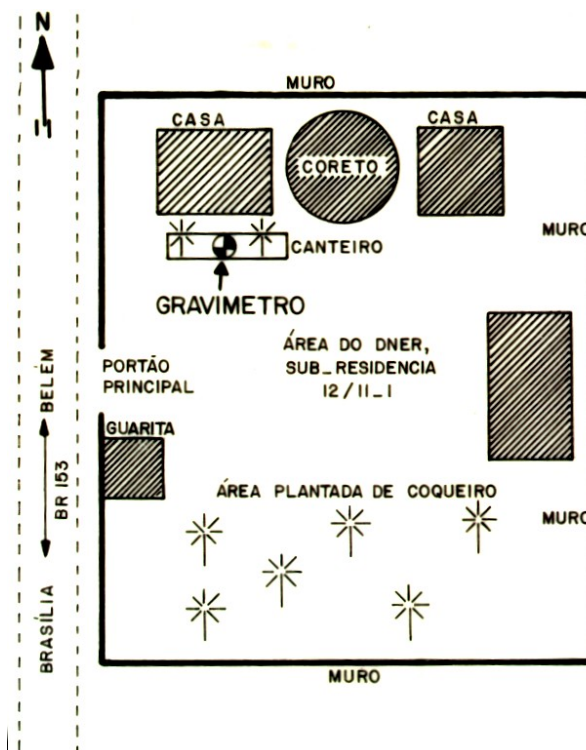 N
MURO
CASA
CASA
CORETO
MURO
CANTEIRO
GRAVIMETRO
ÁREA DO DNER,
SUB_RESIDENCIA
12/11_1
PORTÃO
PRINCIPAL
BELÉM
GUARITA
BR 153
ÁREA PLANTADA DE COQUEIRO
MURO
BRASÍLIA
MURO